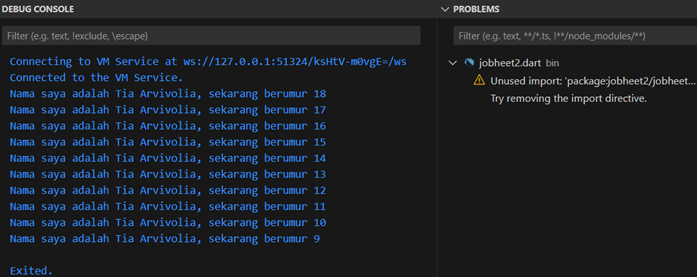 DEBUG CONSOLE
Filter (e.g. text, !exclude, \escape)
Connecting to VM Service at ws://127.0.0.1:51324/ksHtV-m0vgE=/ws
Connected to the VM Service.
Nama saya adalah Tia Arvivolia, sekarang berumur 18
Nama saya adalah Tia Arvivolia, sekarang berumur 17
Nama saya adalah Tia Arvivolia, sekarang berumur 16
Nama saya adalah Tia Arvivolia, sekarang berumur 15
Nama saya adalah Tia Arvivolia, sekarang berumur 14
Nama saya adalah Tia Arvivolia, sekarang berumur 13
Nama saya adalah Tia Arvivolia, sekarang berumur 12
Nama saya adalah Tia Arvivolia, sekarang berumur 11
Nama saya adalah Tia Arvivolia, sekarang berumur 10
Nama saya adalah Tia Arvivolia, sekarang berumur 9
Exited.
PROBLEMS
Filter (e.g. text, **/*.ts, !**/node_modules/**)
jobheet2.dart bin
Unused import: 'package:jobheet2/jobheet...
Try removing the import directive.